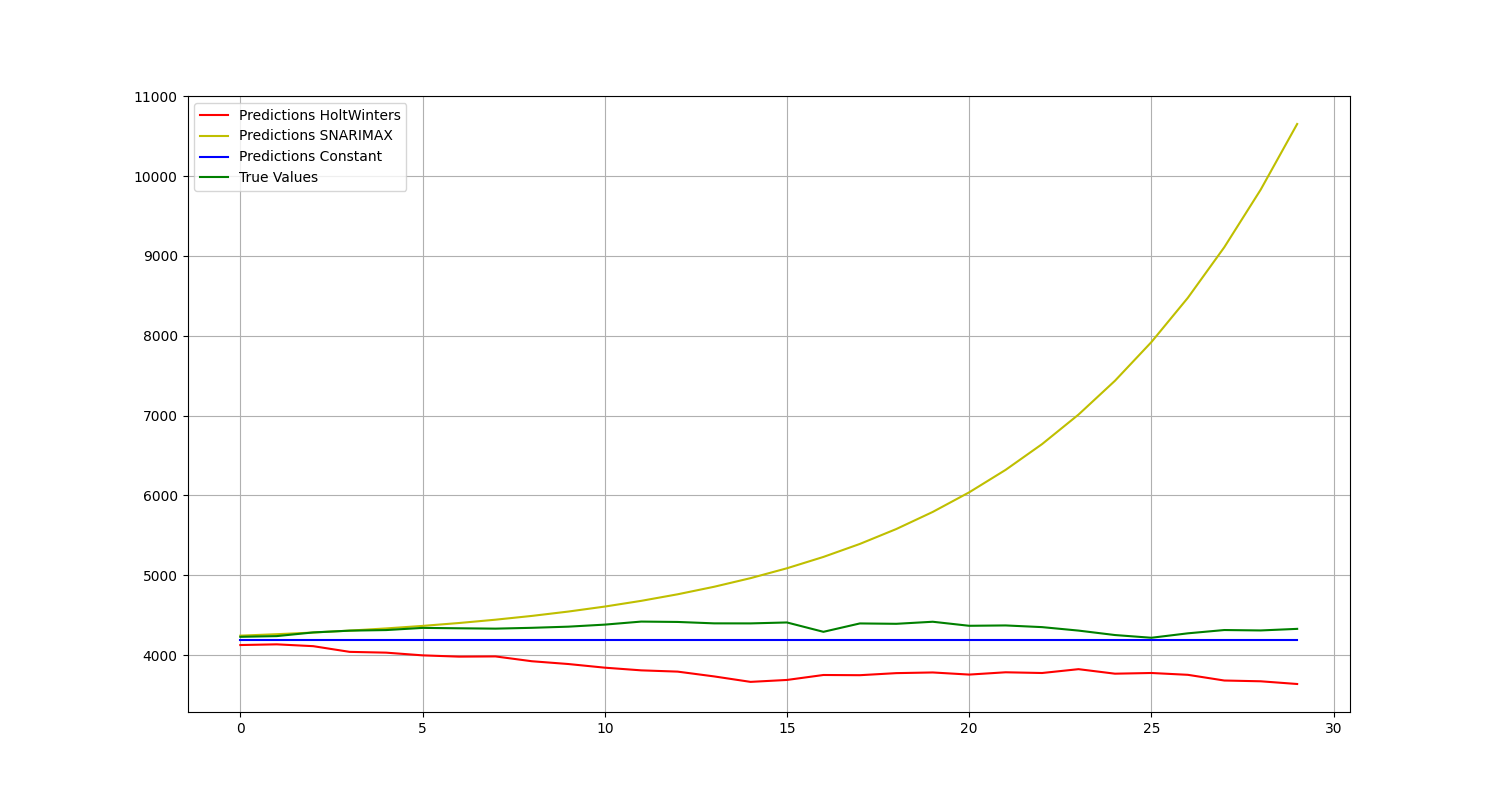 11000
10000
9000
8000
7000
6000
5000
4000
Predictions HoltWinters
Predictions SNARIMAX
Predictions Constant
True Values
0 5 10 15 20 25 30